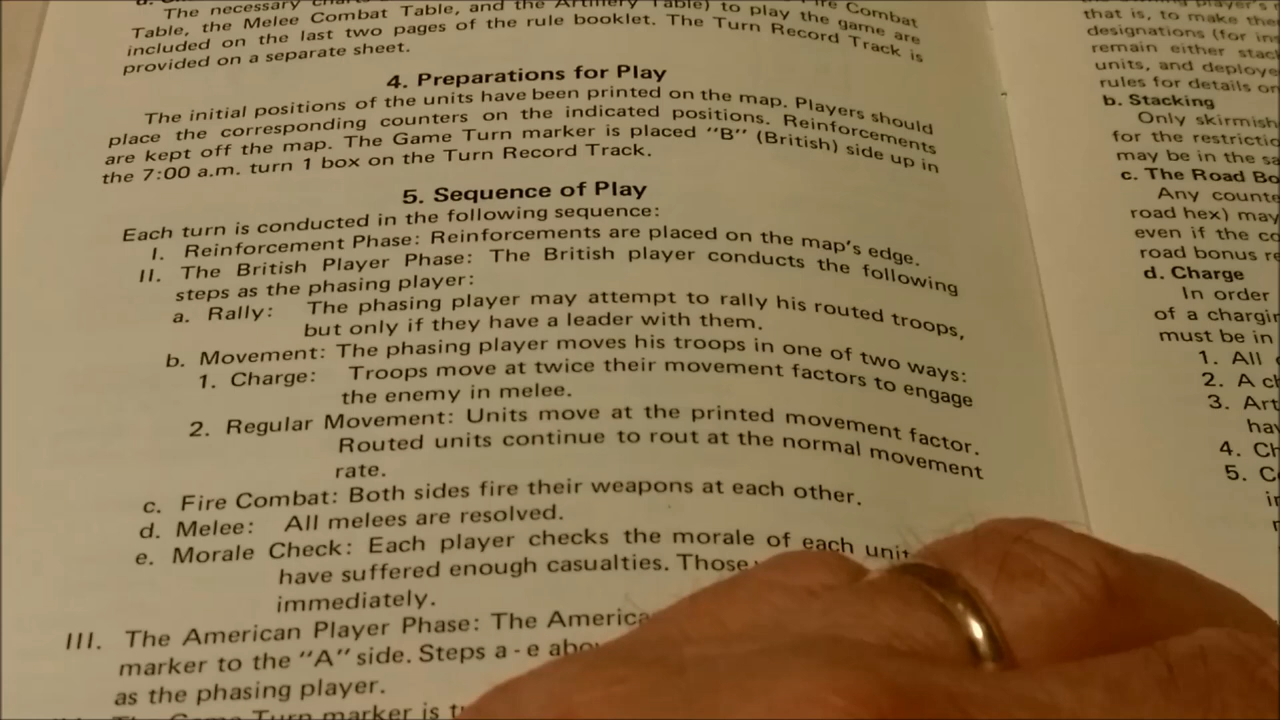 The necessary Fire Combat
Table, the Melee Combat Table, and the Artillery Table) to play the game are
included on the last two pages of the rule booklet. The Turn Record Track is
provided on a separate sheet.
4. Preparations for Play
The initial positions of the units have been printed on the map. Players should
place the corresponding counters on the indicated positions. Reinforcements
are kept off the map. The Game Turn marker is placed "B" (British) side up in
the 7:00 a.m. turn 1 box on the Turn Record Track.
5. Sequence of Play
Each turn is conducted in the following sequence:
I. Reinforcement Phase: Reinforcements are placed on the map's edge.
II. The British Player Phase: The British player conducts the following
steps as the phasing player:
a. Rally: The phasing player may attempt to rally his routed troops,
but only if they have a leader with them.
b. Movement: The phasing player moves his troops in one of two ways:
1. Charge: Troops move at twice their movement factors to engage
the enemy in melee.
2. Regular Movement: Units move at the printed movement factor.
Routed units continue to rout at the normal movement
rate.
c. Fire Combat: Both sides fire their weapons at each other.
d. Melee: All melees are resolved.
e. Morale Check: Each player checks the morale of each unit
have suffered enough casualties. Those
immediately.
III. The American Player Phase: The America
marker to the "A" side. Steps a - e abo
as the phasing player.
Game Turn marker is
player's
that is, to make the
designations (for ins
remain either stac
units, and deploye
rules for details on
b. Stacking
Only skirmish
for the restrictio
may be in the sa
c. The Road Bo
Any counte
road hex) may
even if the co
road bonus re
d. Charge
In order
of a chargin
must be in
1. All
2. A ch
3. Art
hav
4. Ch
5. C
in